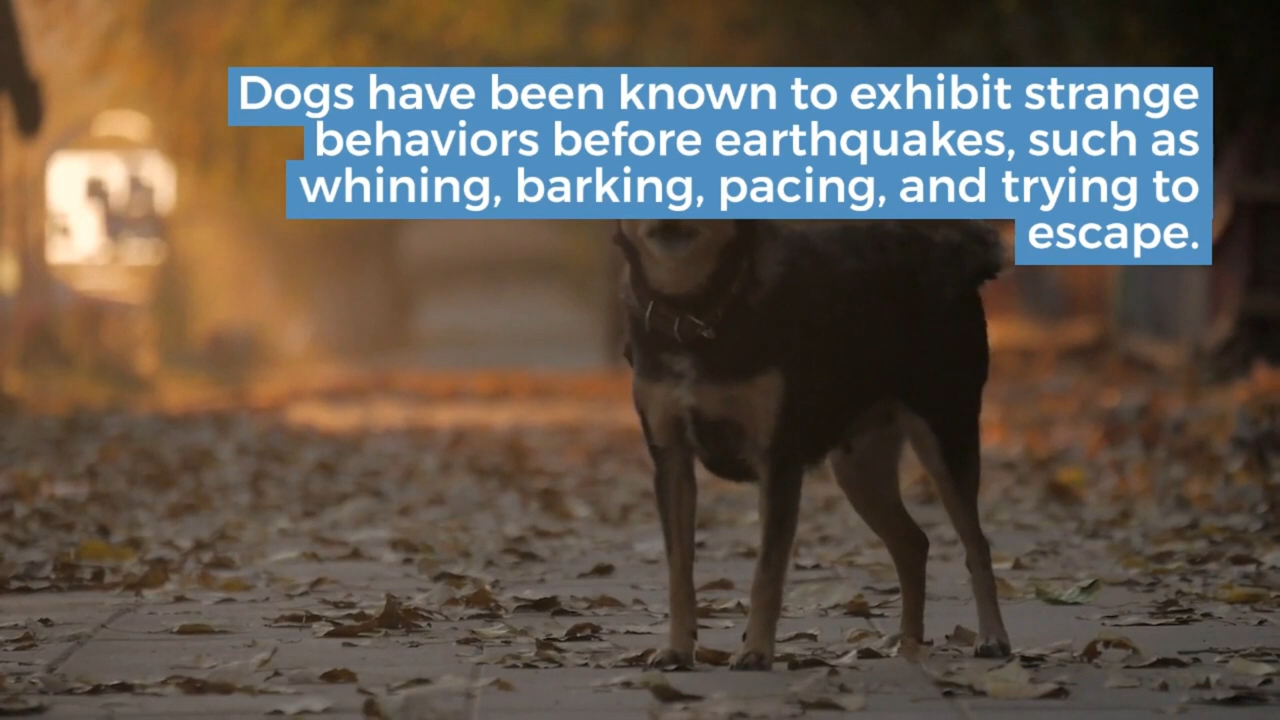 Dogs have been known to exhibit strange
behaviors before earthquakes, such as
whining, barking, pacing, and trying to
escape.